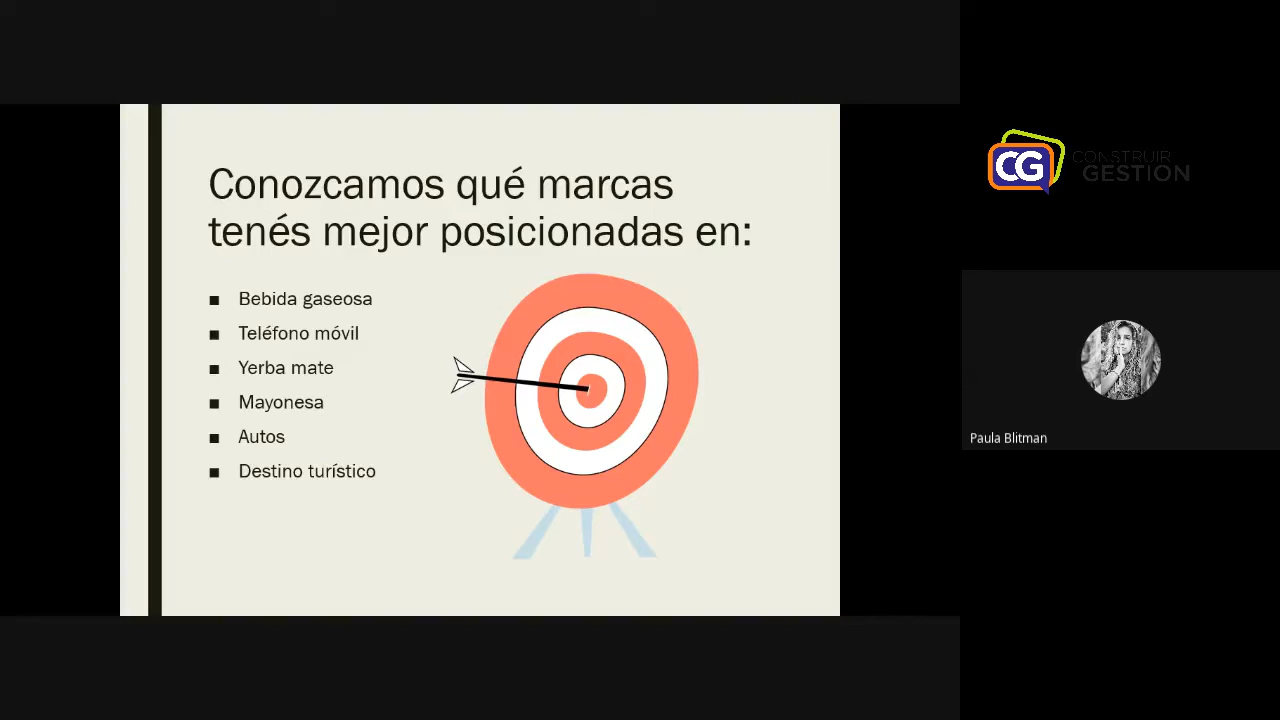 Conozcamos qué marcas
tenés mejor posicionadas en:
■ Bebida gaseosa
■ Teléfono móvil
■ Yerba mate
■ Mayonesa
■ Autos
■ Destino turístico
CG CONSTRUIR
GESTION
Paula Blitman